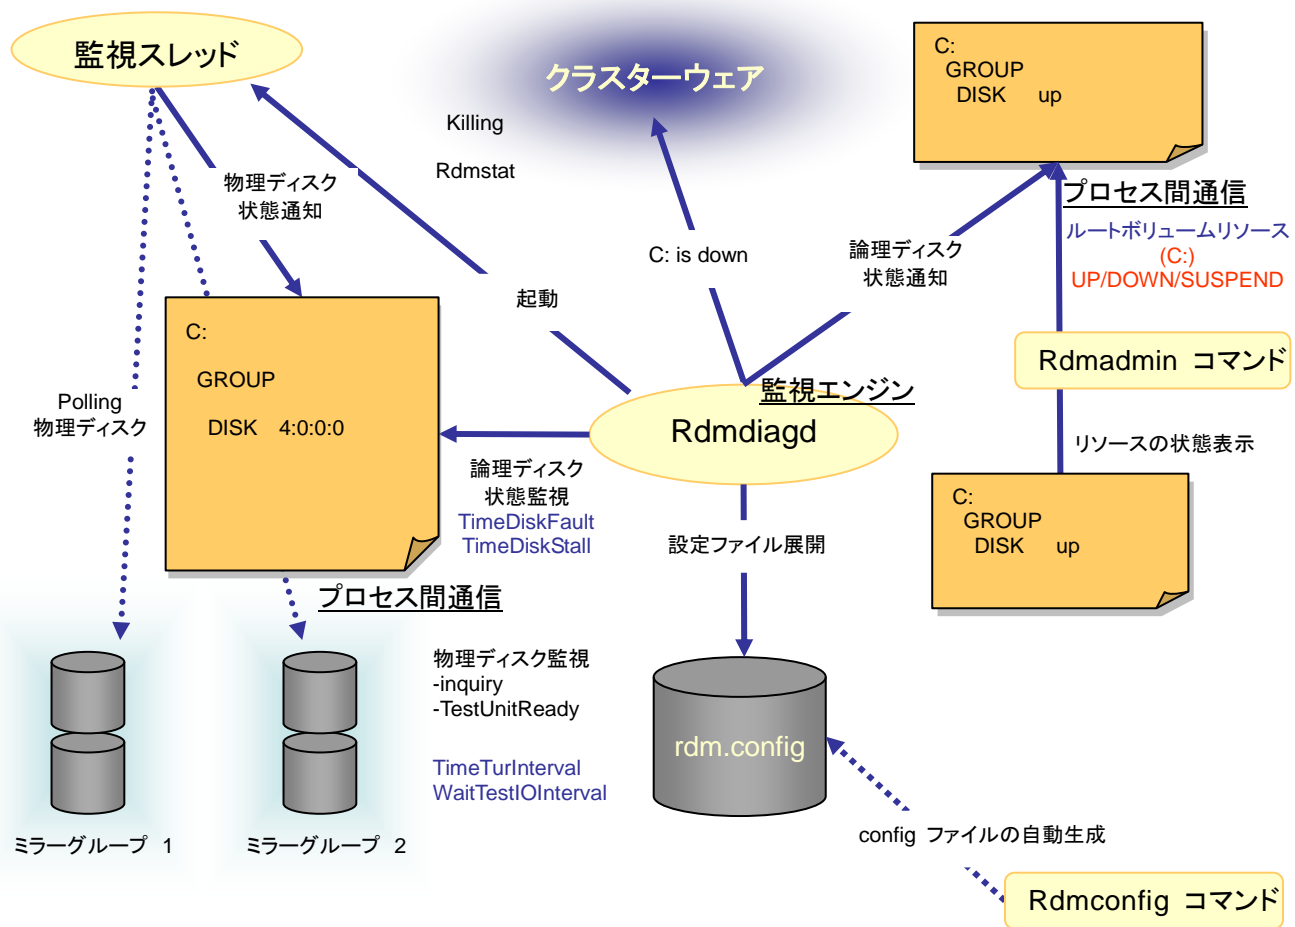 監視スレッド
クラスターウェア
C:
GROUP
DISK up
Killing
Rdmstat
物理ディスク
状態通知
プロセス間通信
ルートボリュームリソース
(C:)
UP/DOWN/SUSPEND
C: is down
論理ディスク
状態通知
起動
C:
GROUP
DISK 4:0:0:0
Rdmadmin コマンド
監視エンジン
Rdmdiagd
Polling
物理ディスク
リソースの状態表示
論理ディスク
状態監視
TimeDiskFault
TimeDiskStall
設定ファイル展開
C:
GROUP
DISK up
プロセス間通信
物理ディスク監視
-inquiry
-TestUnitReady
TimeTurInterval
WaitTestIOInterval
rdm.config
ミラーグループ 1
ミラーグループ 2
config ファイルの自動生成
Rdmconfig コマンド